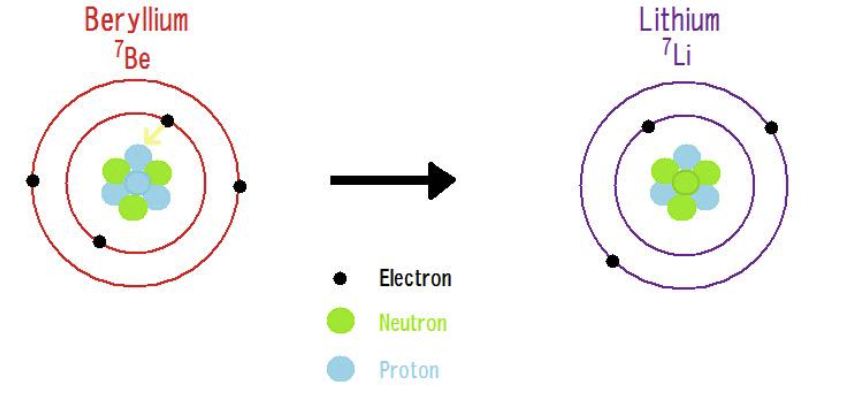 Beryllium
⁷Be
Lithium
⁷Li
Electron
Neutron
Proton